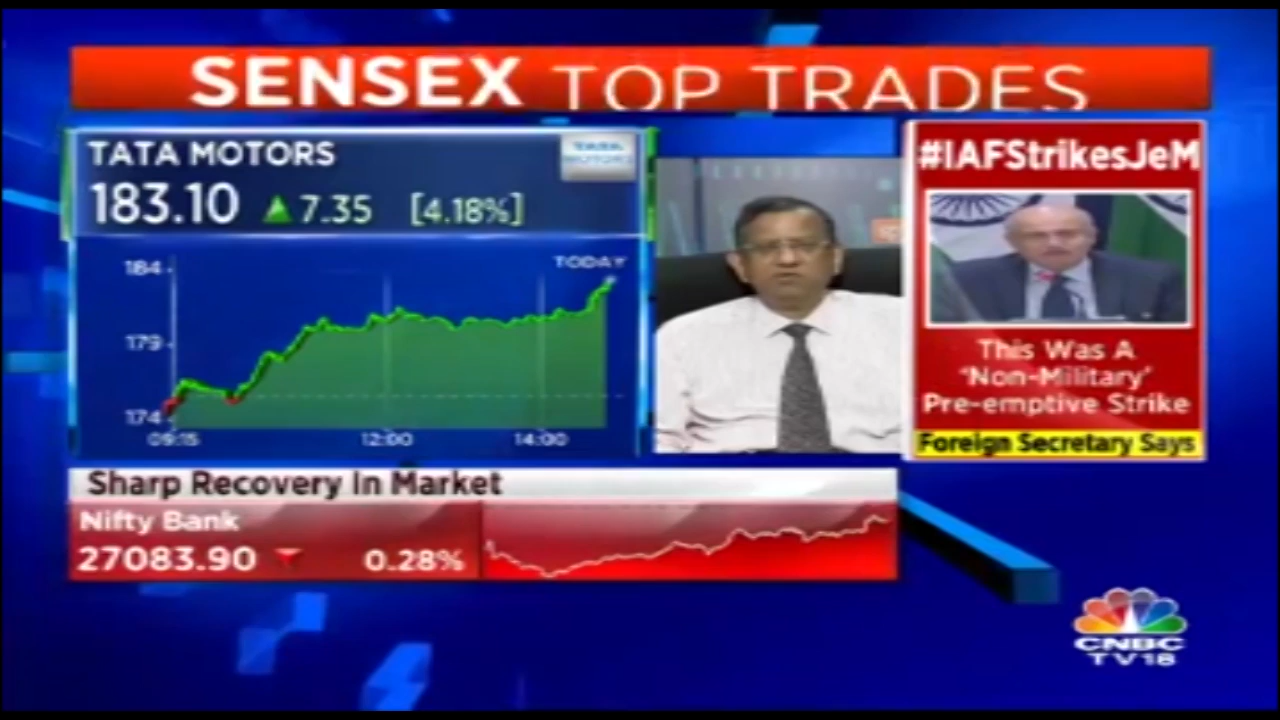 SENSEX TOP TRADES
TATA MOTORS
TATA MOTORS
183.10 ▲ 7.35 [4.18%]
TODAY
184
179
174
09:15 12:00 14:00
#IAFStrikesJeM
This Was A
'Non-Military'
Pre-emptive Strike
Foreign Secretary Says
Sharp Recovery In Market
Nifty Bank
27083.90 ▼ 0.28%
CNBC
TV18